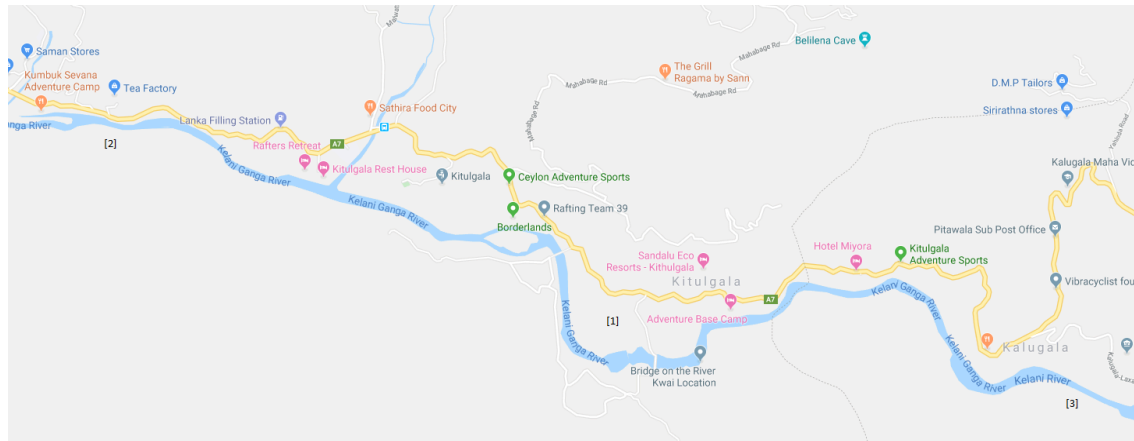 Saman Stores
Kumbuk Sevana
Adventure Camp
Tea Factory
Ganga River
[2]
Lanka Filling Station
Sathira Food City
A7
Rafters Retreat
Kitulgala Rest House
Kelani Ganga River
Kelani Ganga River
Kitulgala
Mahabage Rd
Mahabage Rd
Mahabage Rd
Mahabage Rd
The Grill
Ragama by Sann
Belilena Cave
D.M.P Tailors
Sirirathna stores
Ceylon Adventure Sports
Borderlands
Rafting Team 39
Sandalu Eco
Resorts - Kithulgala
Kitulgala
A7
Adventure Base Camp
[1]
Kelani Ganga River
Bridge on the River
Kwai Location
Hotel Miyora
Kitulgala
Adventure Sports
Kelani Ganga River
Kalugala Maha Vid
Pitawala Sub Post Office
Vibracyclist fou
Kalugala
Kelani Ganga River
Kelani River
[3]